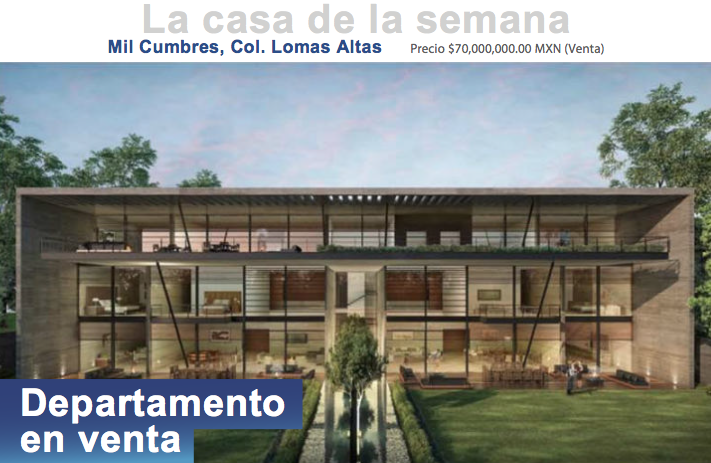 La casa de la semana
Mil Cumbres, Col. Lomas Altas Precio $70,000,000.00 MXN (Venta)
Departamento
en venta